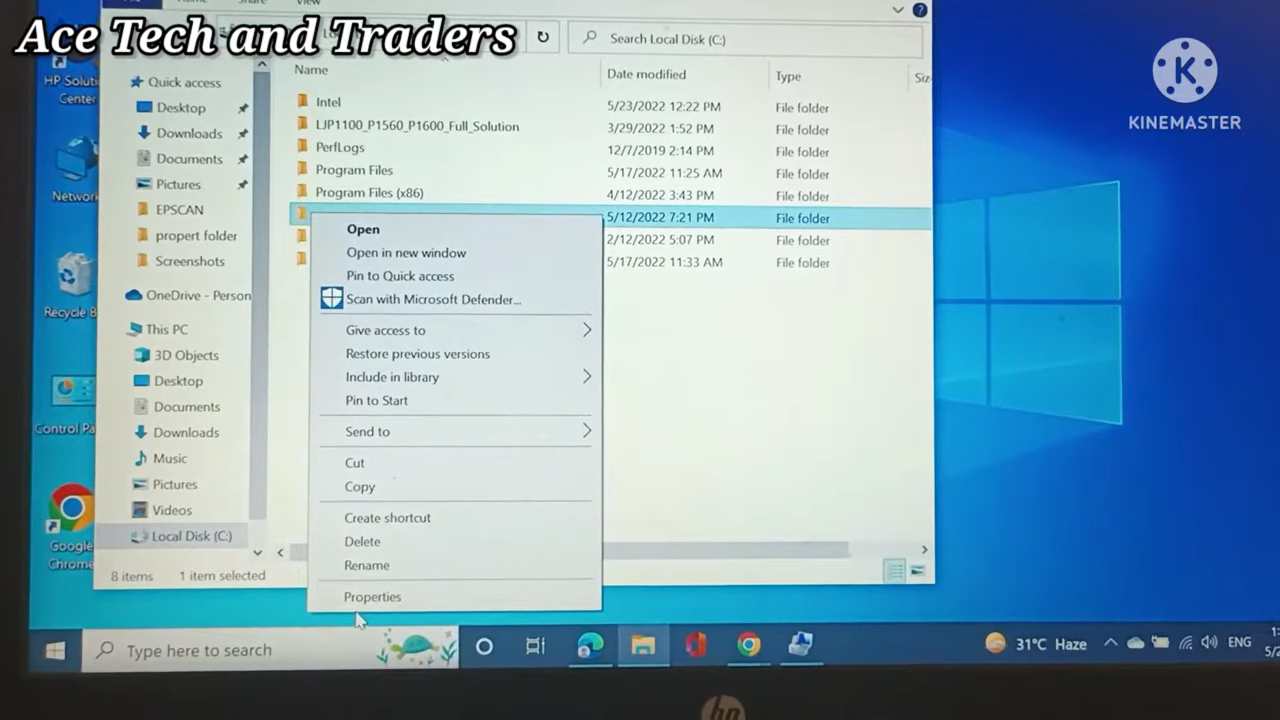 Ace Tech and Traders
Share
View
Search Local Disk (C:)
KINEMASTER
HP Soluti
Center
Network
Recycle B
Control Pa
Google
Chrome
Quick access
Desktop
Downloads
Documents
Pictures
EPSCAN
propert folder
Screenshots
OneDrive - Person
This PC
3D Objects
Desktop
Documents
Downloads
Music
Pictures
Videos
Local Disk (C:)
Name Date modified Type Siz
Intel 5/23/2022 12:22 PM File folder
LJP1100_P1560_P1600_Full_Solution 3/29/2022 1:52 PM File folder
PerfLogs 12/7/2019 2:14 PM File folder
Program Files 5/17/2022 11:25 AM File folder
Program Files (x86) 4/12/2022 3:43 PM File folder
5/12/2022 7:21 PM File folder
2/12/2022 5:07 PM File folder
5/17/2022 11:33 AM File folder
Open
Open in new window
Pin to Quick access
Scan with Microsoft Defender...
Give access to
Restore previous versions
Include in library
Pin to Start
Send to
Cut
Copy
Create shortcut
Delete
Rename
Properties
8 items 1 item selected
Type here to search
31°C Haze
ENG
hp